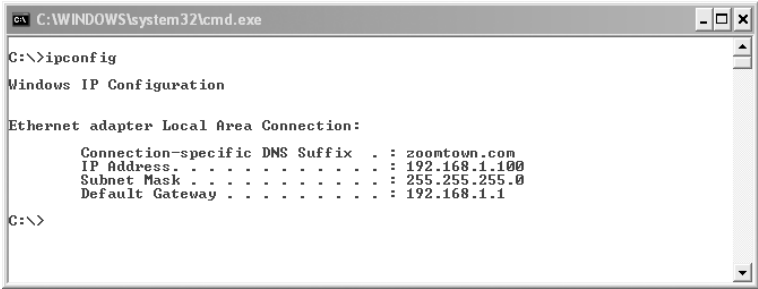 C:\WINDOWS\system32\cmd.exe
C:\>ipconfig
Windows IP Configuration
Ethernet adapter Local Area Connection:
Connection-specific DNS Suffix . : zoomtown.com
IP Address. . . . . . . . . . . . : 192.168.1.100
Subnet Mask . . . . . . . . . . . : 255.255.255.0
Default Gateway . . . . . . . . . : 192.168.1.1
C:\>